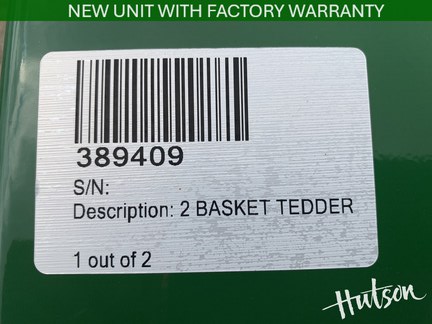 NEW UNIT WITH FACTORY WARRANTY
389409
S/N:
Description: 2 BASKET TEDDER
1 out of 2
Hutson